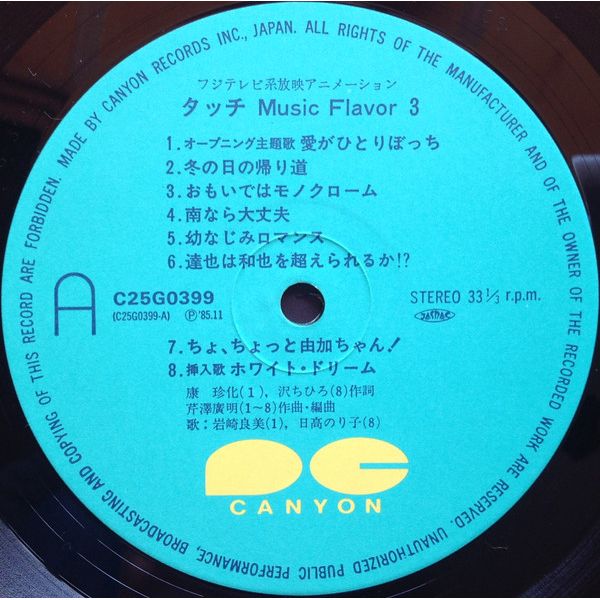 MADE BY CANYON RECORDS INC., JAPAN. ALL RIGHTS OF THE MANUFACTURER AND OF THE OWNER OF THE RECORDED WORK ARE RESERVED. UNAUTHORIZED PUBLIC PERFORMANCE, BROADCASTING AND COPYING OF THIS RECORD ARE FORBIDDEN.
フジテレビ系放映アニメーション
タッチ Music Flavor 3
1.オープニング主題歌 愛がひとりぼっち
2.冬の日の帰り道
3.おもいではモノクローム
4.南なら大丈夫
5.幼なじみロマンス
6.達也は和也を超えられるか!?
A
C25G0399
(C25G0399-A) Ⓟ'85.11
STEREO 33 1/3 r.p.m.
JASRAC
7.ちょ、ちょっと由加ちゃん!
8.挿入歌 ホワイト・ドリーム
康 珍化(1), 沢ちひろ(8)作詞
芹澤廣明(1~8)作曲・編曲
歌:岩崎良美(1), 日髙のり子(8)
CANYON